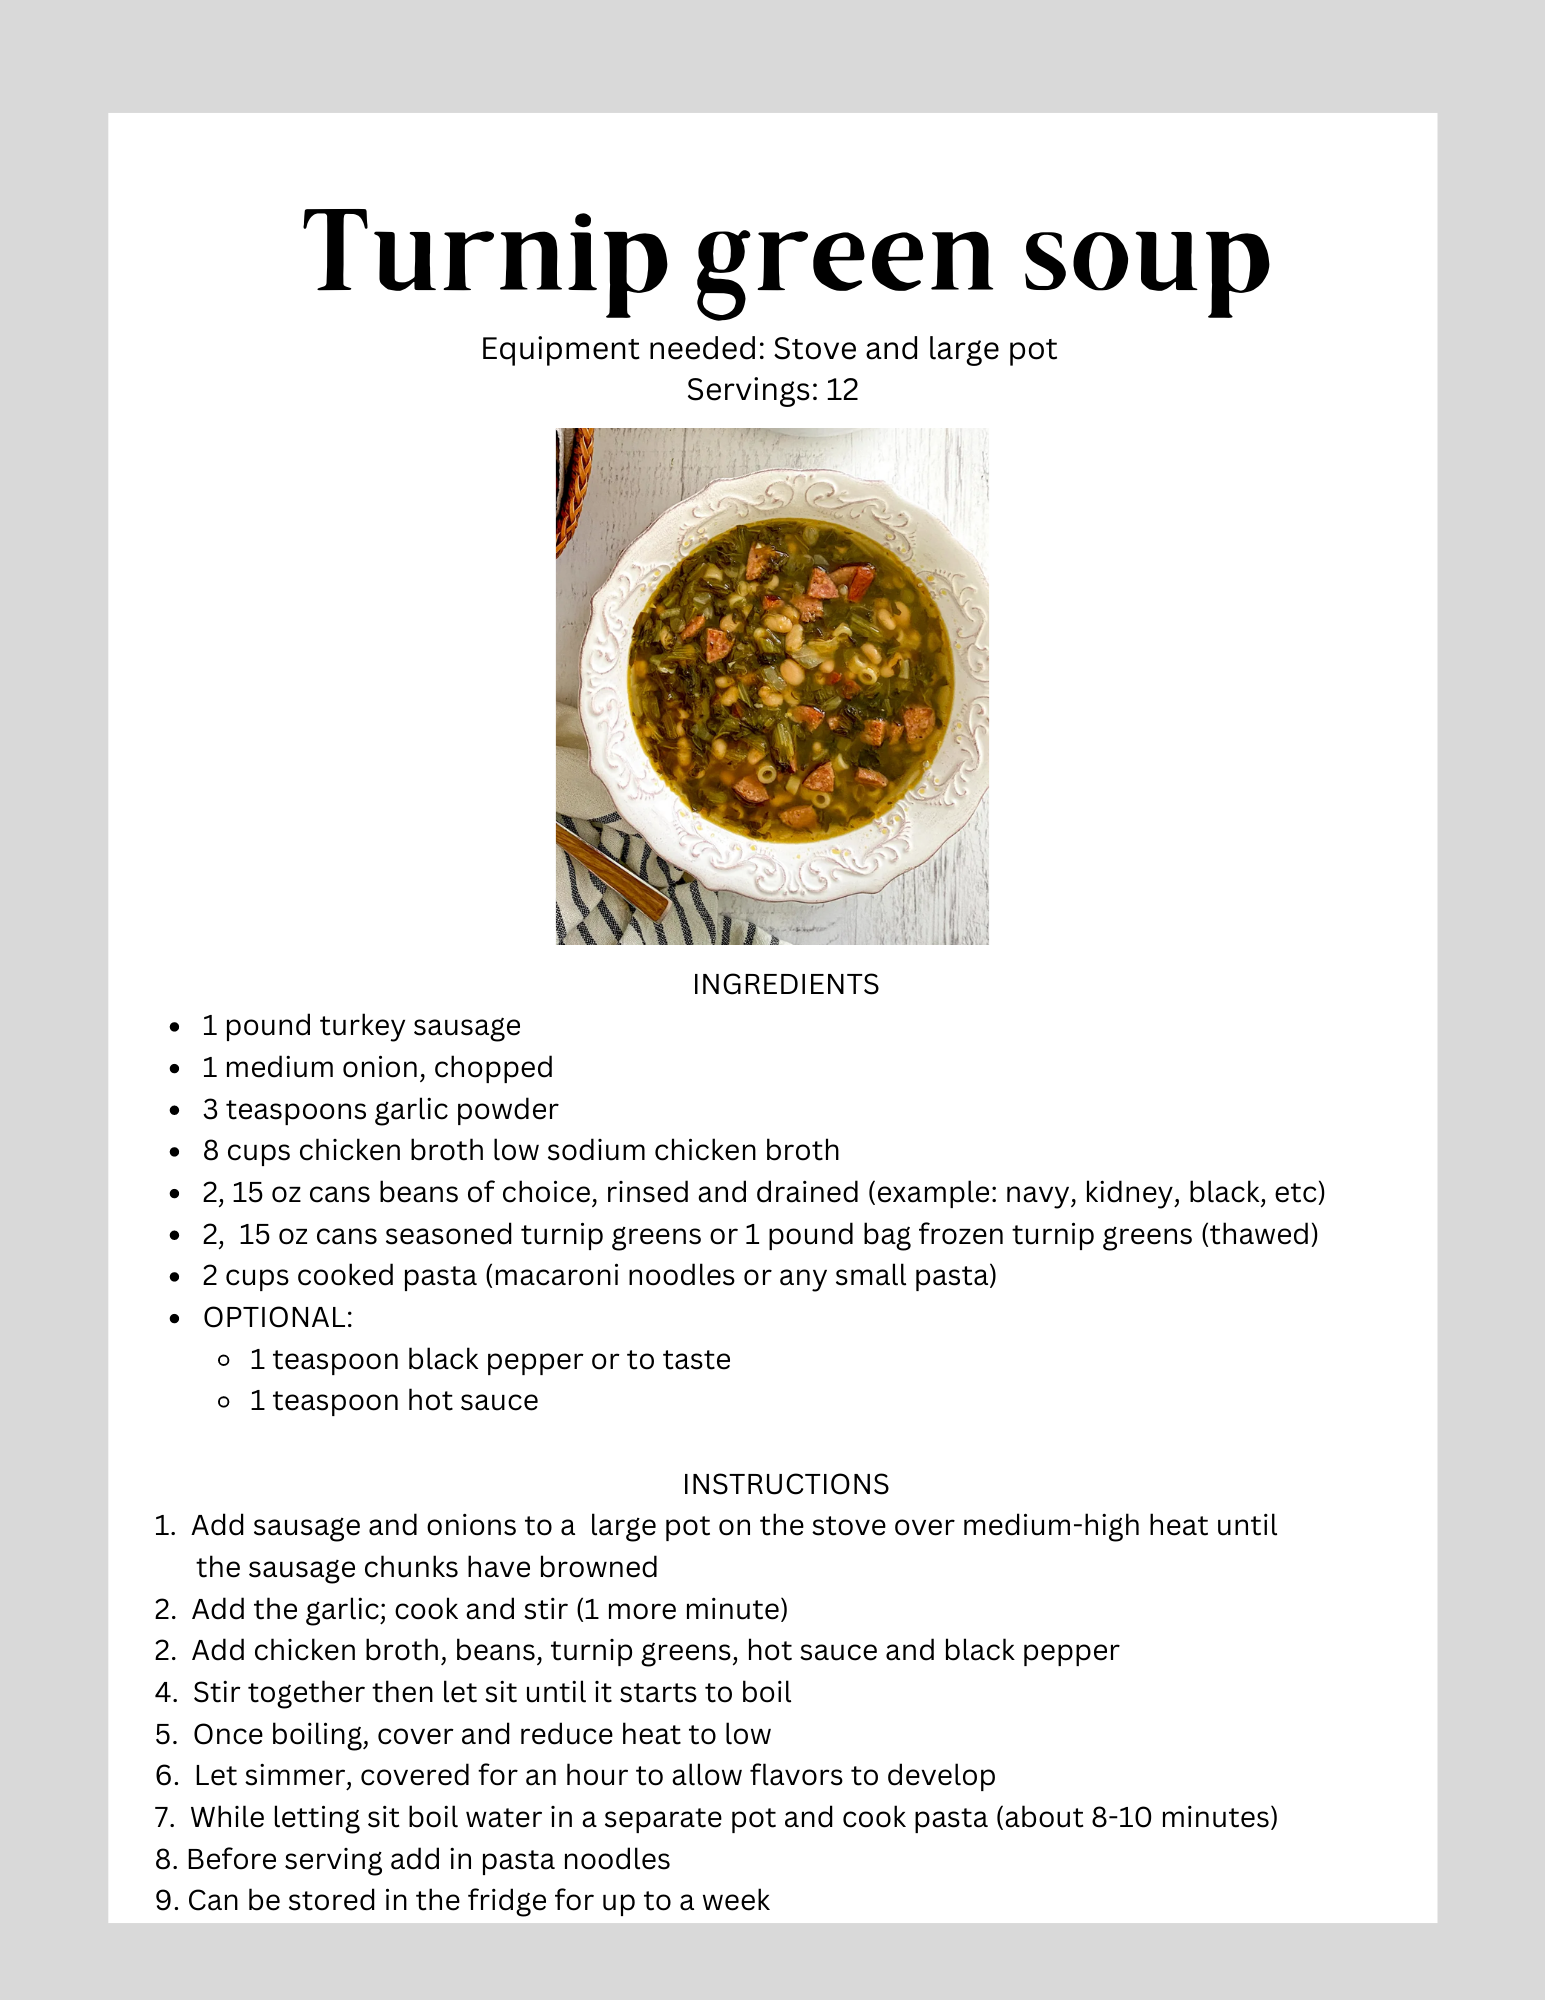 Turnip green soup
Equipment needed: Stove and large pot
Servings: 12
INGREDIENTS
• 1 pound turkey sausage
• 1 medium onion, chopped
• 3 teaspoons garlic powder
• 8 cups chicken broth low sodium chicken broth
• 2, 15 oz cans beans of choice, rinsed and drained (example: navy, kidney, black, etc)
• 2,  15 oz cans seasoned turnip greens or 1 pound bag frozen turnip greens (thawed)
• 2 cups cooked pasta (macaroni noodles or any small pasta)
• OPTIONAL:
◦ 1 teaspoon black pepper or to taste
◦ 1 teaspoon hot sauce
INSTRUCTIONS
1. Add sausage and onions to a  large pot on the stove over medium-high heat until
the sausage chunks have browned
2. Add the garlic; cook and stir (1 more minute)
2. Add chicken broth, beans, turnip greens, hot sauce and black pepper
4. Stir together then let sit until it starts to boil
5. Once boiling, cover and reduce heat to low
6. Let simmer, covered for an hour to allow flavors to develop
7. While letting sit boil water in a separate pot and cook pasta (about 8-10 minutes)
8. Before serving add in pasta noodles
9. Can be stored in the fridge for up to a week